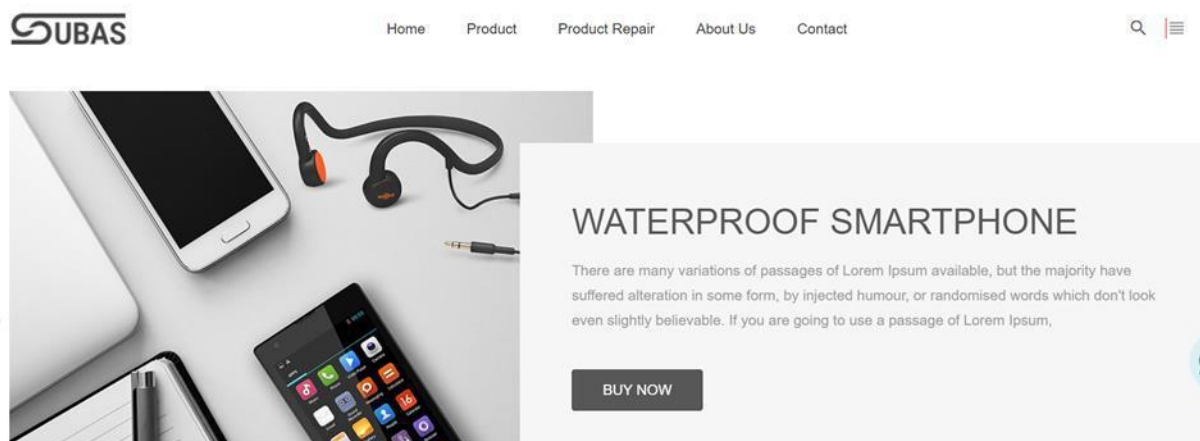 SUBAS
Home Product Product Repair About Us Contact
WATERPROOF SMARTPHONE
There are many variations of passages of Lorem Ipsum available, but the majority have
suffered alteration in some form, by injected humour, or randomised words which don't look
even slightly believable. If you are going to use a passage of Lorem Ipsum,
BUY NOW